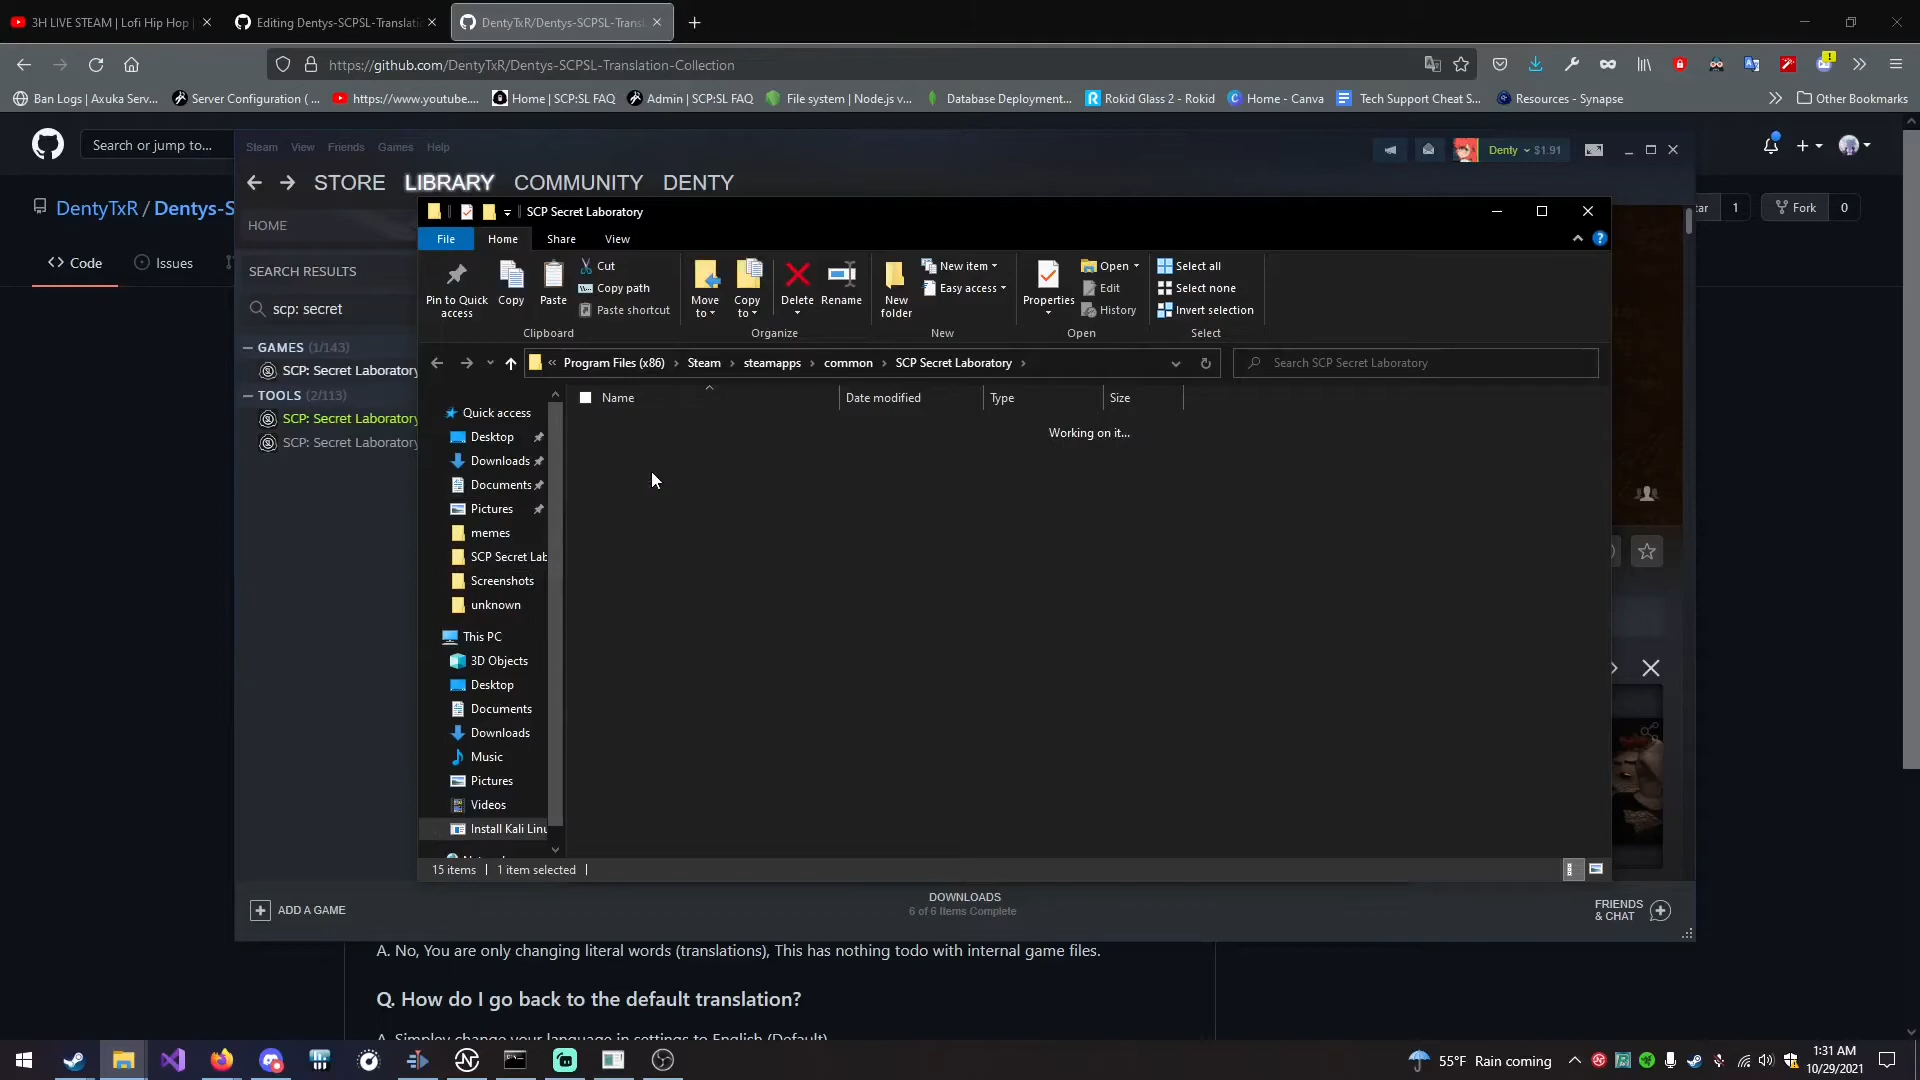 3H LIVE STEAM | Lofi Hip Hop
Editing Dentys-SCPSL-Translati
DentyTxR/Dentys-SCPSL-Transl
https://github.com/DentyTxR/Dentys-SCPSL-Translation-Collection
Ban Logs | Axuka Serv...
Server Configuration ( ...
https://www.youtube....
Home | SCP:SL FAQ
Admin | SCP:SL FAQ
File system | Node.js v...
Database Deployment...
Rokid Glass 2 - Rokid
Home - Canva
Tech Support Cheat S...
Resources - Synapse
Other Bookmarks
Search or jump to...
Steam View Friends Games Help
Denty $1.91
STORE LIBRARY COMMUNITY DENTY
DentyTxR / Dentys-S
Code
Issues
tar 1
Fork 0
HOME
SEARCH RESULTS
scp: secret
GAMES (1/143)
SCP: Secret Laboratory
TOOLS (2/113)
SCP: Secret Laboratory
SCP: Secret Laboratory
SCP Secret Laboratory
File Home Share View
Pin to Quick access
Copy
Paste
Cut
Copy path
Paste shortcut
Clipboard
Move to
Copy to
Delete
Rename
Organize
New folder
New item
Easy access
New
Properties
Open
Edit
History
Open
Select all
Select none
Invert selection
Select
« Program Files (x86) > Steam > steamapps > common > SCP Secret Laboratory >
Search SCP Secret Laboratory
Name Date modified Type Size
Working on it...
Quick access
Desktop
Downloads
Documents
Pictures
memes
SCP Secret Lab
Screenshots
unknown
This PC
3D Objects
Desktop
Documents
Downloads
Music
Pictures
Videos
Install Kali Linu
15 items | 1 item selected |
ADD A GAME
DOWNLOADS
6 of 6 Items Complete
FRIENDS
& CHAT
A. No, You are only changing literal words (translations), This has nothing todo with internal game files.
Q. How do I go back to the default translation?
A. Simpley change your language in settings to English (Default)
55°F Rain coming
1:31 AM
10/29/2021